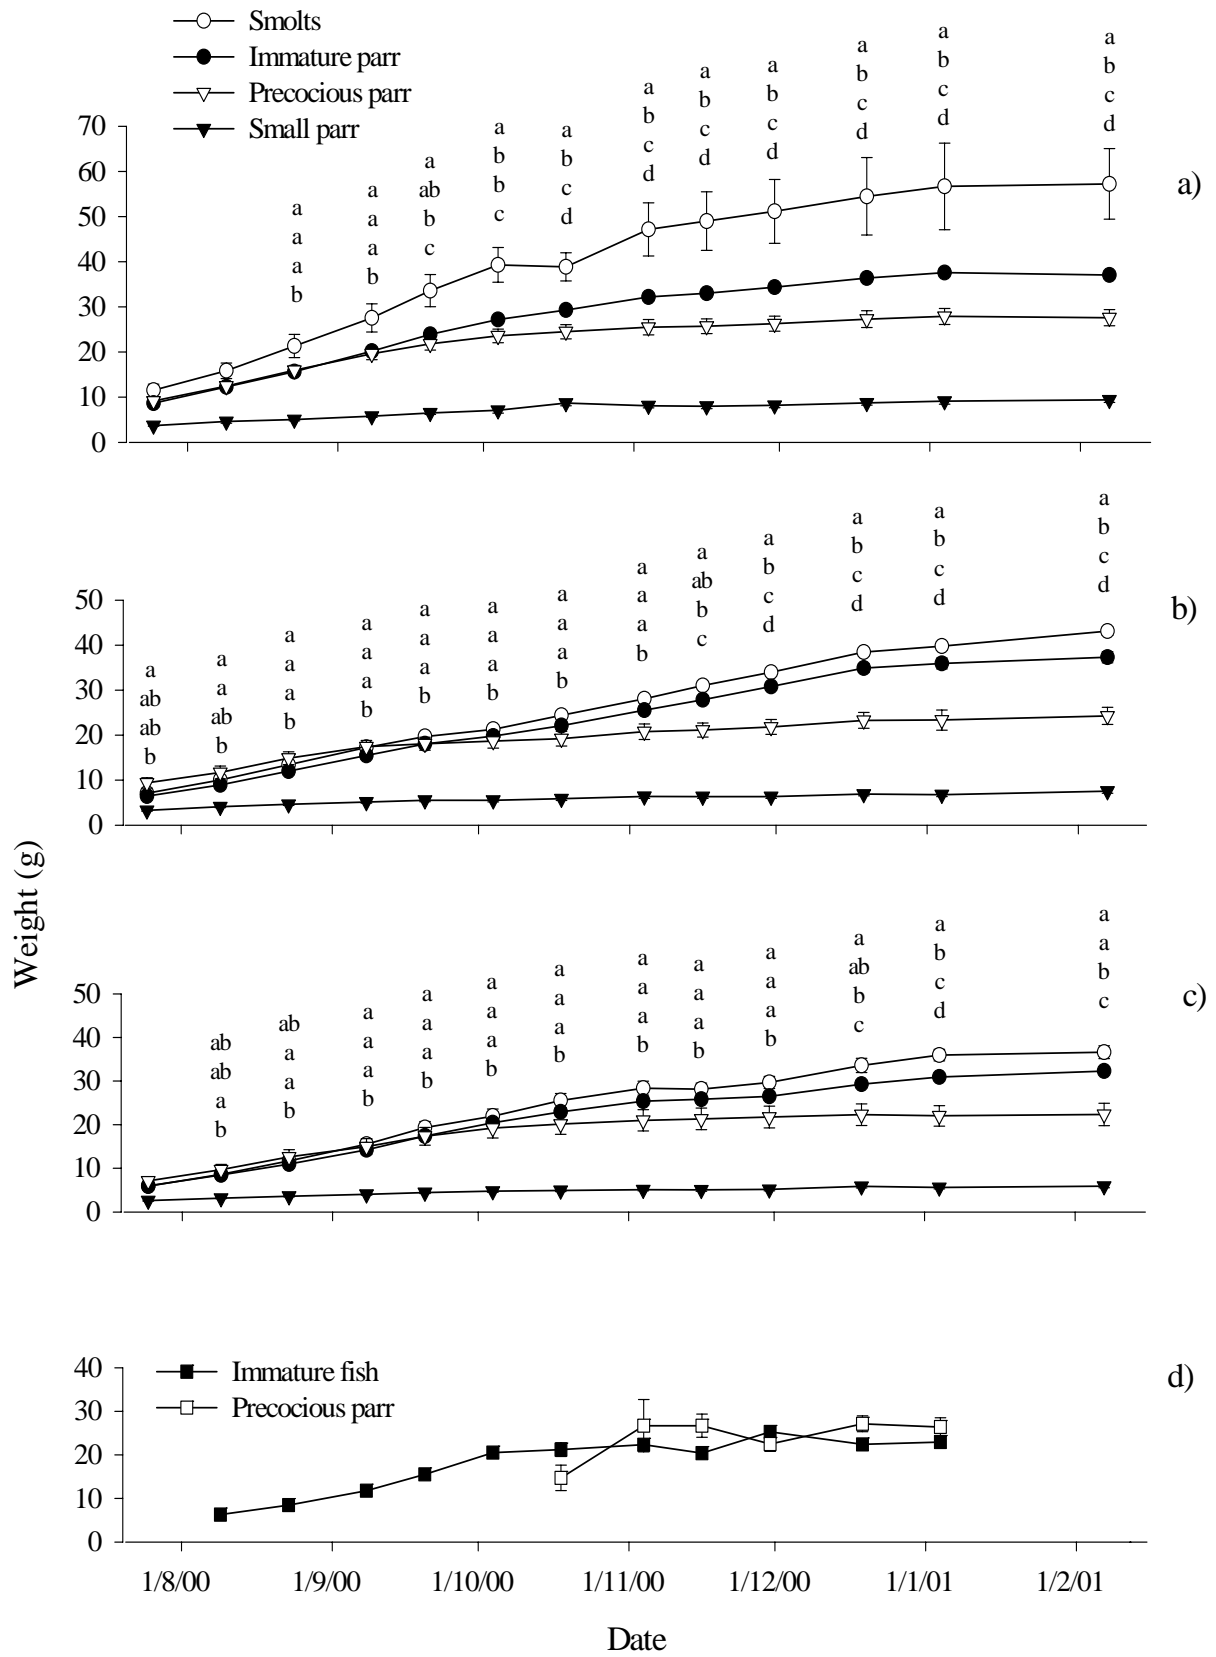 Smolts
Immature parr
Precocious parr
Small parr
a a a b
a a a b
a ab b c
a b b c
a b c d
a b c d
a b c d
a b c d
a b c d
a b c d
a b c d
70
60
50
40
30
20
10
0
a)
a ab ab b
a a ab b
a a a b
a a a b
a a a b
a a a b
a a a b
a a a b
a ab b c
a b c d
a b c d
a b c d
a b c d
50
40
30
20
10
0
b)
Weight (g)
ab ab a b
ab a a b
a a a b
a a a b
a a a b
a a a b
a a a b
a a a b
a a a b
a ab b c
a b c d
a a b c
50
40
30
20
10
0
c)
Immature fish
Precocious parr
40
30
20
10
0
d)
1/8/00 1/9/00 1/10/00 1/11/00 1/12/00 1/1/01 1/2/01
Date